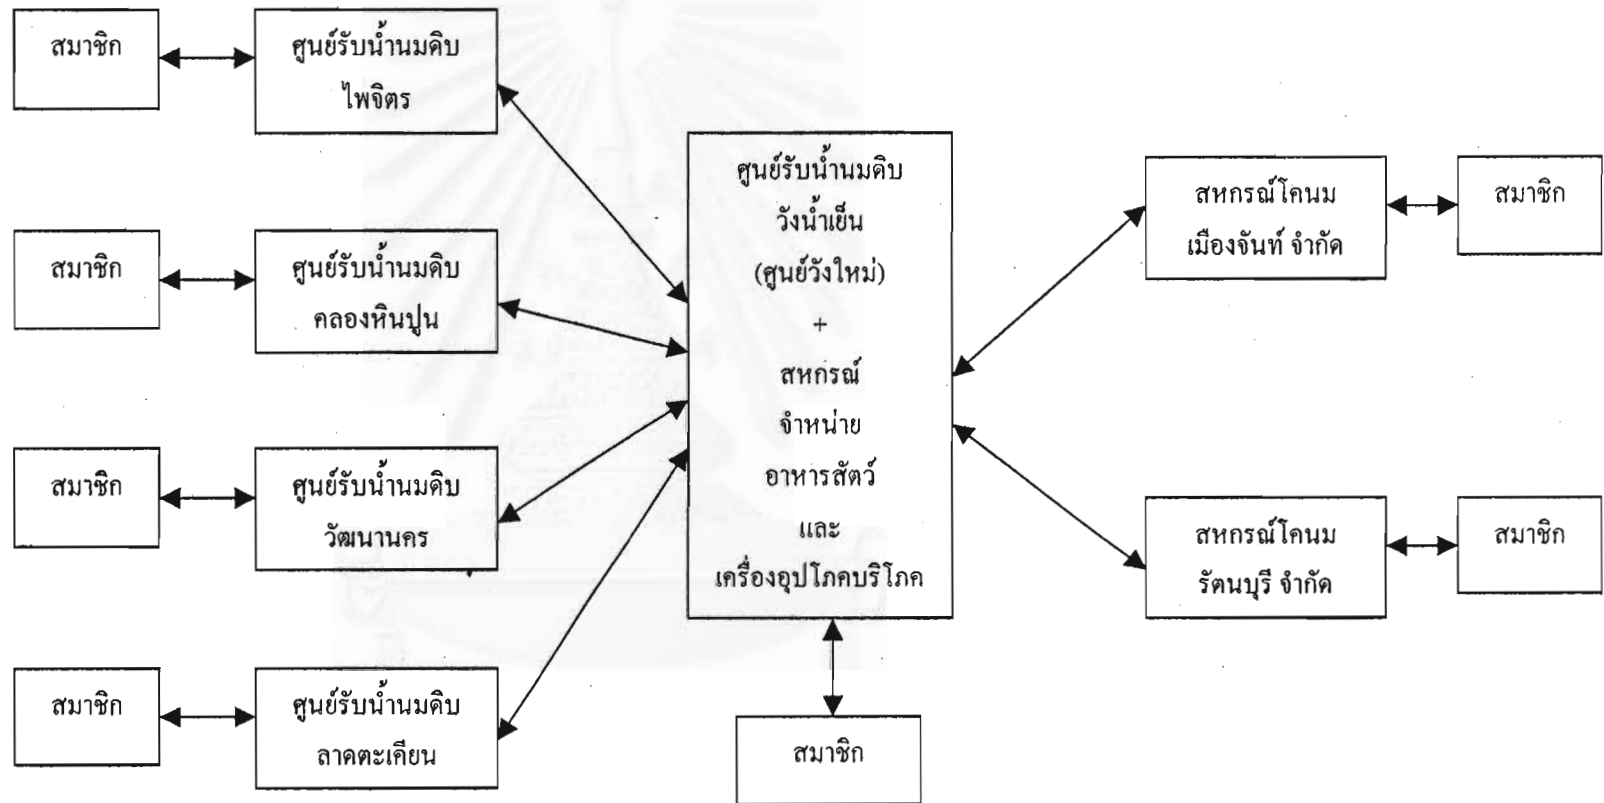 สมาชิก
ศูนย์รับน้ำนมดิบ
ไพจิตร
สมาชิก
ศูนย์รับน้ำนมดิบ
คลองหินปูน
สมาชิก
ศูนย์รับน้ำนมดิบ
วัฒนานคร
สมาชิก
ศูนย์รับน้ำนมดิบ
ลาดตะเคียน
ศูนย์รับน้ำนมดิบ
วังน้ำเย็น
(ศูนย์วังใหม่)
+
สหกรณ์
จำหน่าย
อาหารสัตว์
และ
เครื่องอุปโภคบริโภค
สมาชิก
สหกรณ์โคนม
เมืองจันท์ จำกัด
สมาชิก
สหกรณ์โคนม
รัตนบุรี จำกัด
สมาชิก